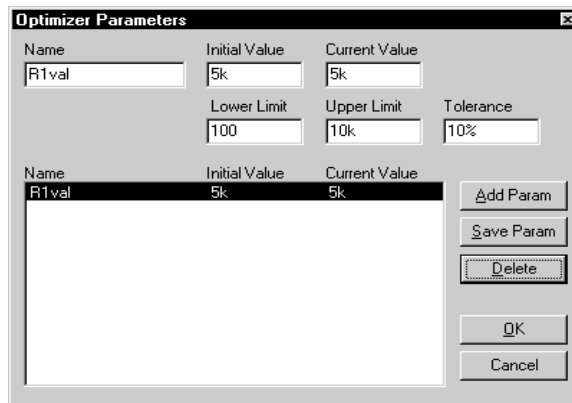 Optimizer Parameters
Name Initial Value Current Value
R1val 5k 5k
Lower Limit Upper Limit Tolerance
100 10k 10%
Name Initial Value Current Value
R1val 5k 5k
Add Param
Save Param
Delete
OK
Cancel